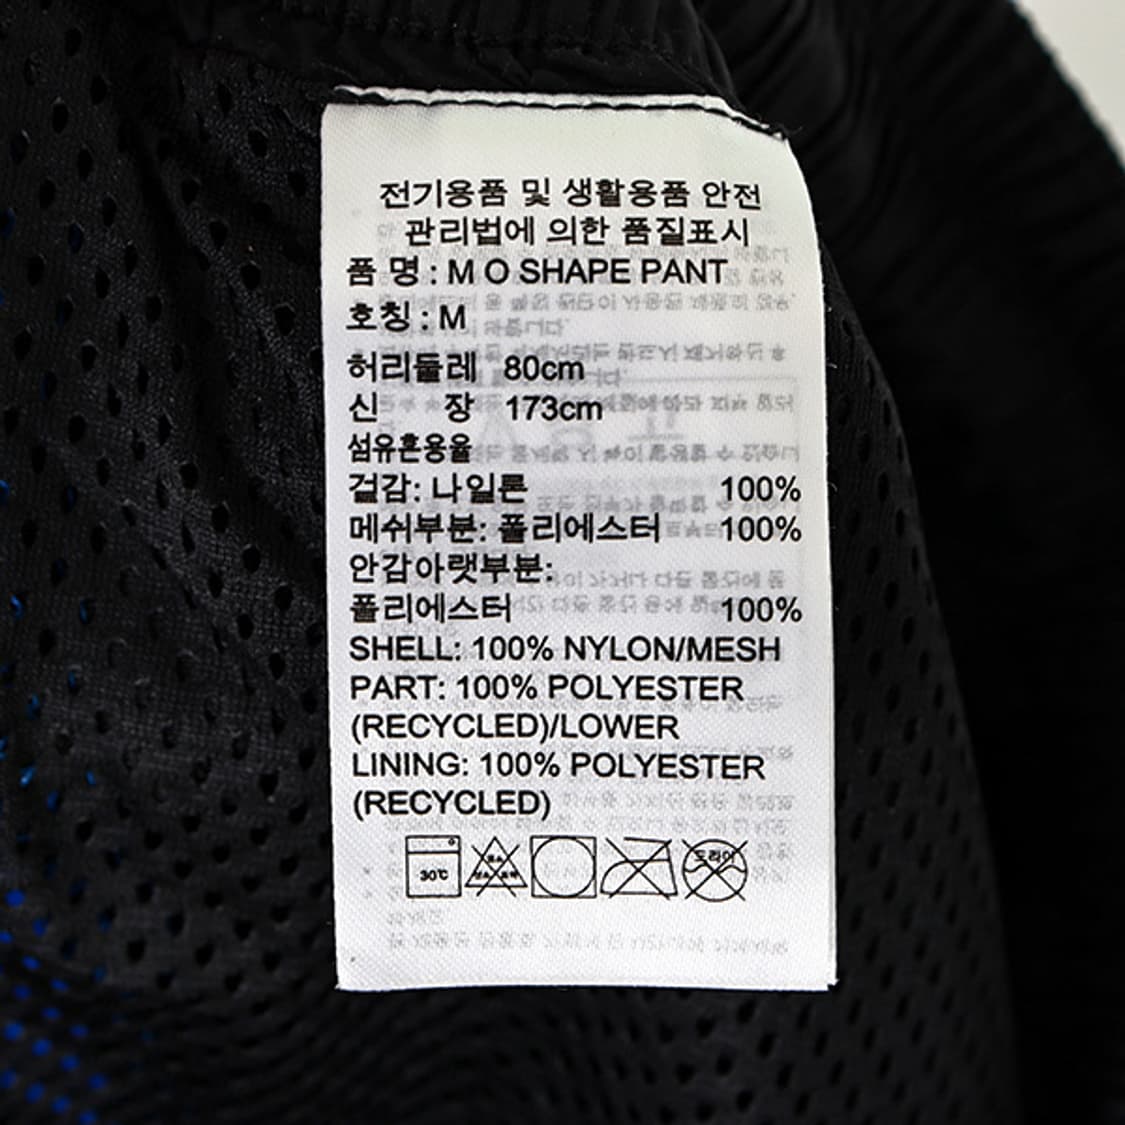 전기용품 및 생활용품 안전
관리법에 의한 품질표시
품 명 : M O SHAPE PANT
호칭 : M
허리둘레 80cm
신 장 173cm
섬유혼용율
겉감: 나일론 100%
메쉬부분: 폴리에스터 100%
안감아랫부분:
폴리에스터 100%
SHELL: 100% NYLON/MESH
PART: 100% POLYESTER
(RECYCLED)/LOWER
LINING: 100% POLYESTER
(RECYCLED)
30℃
드라이